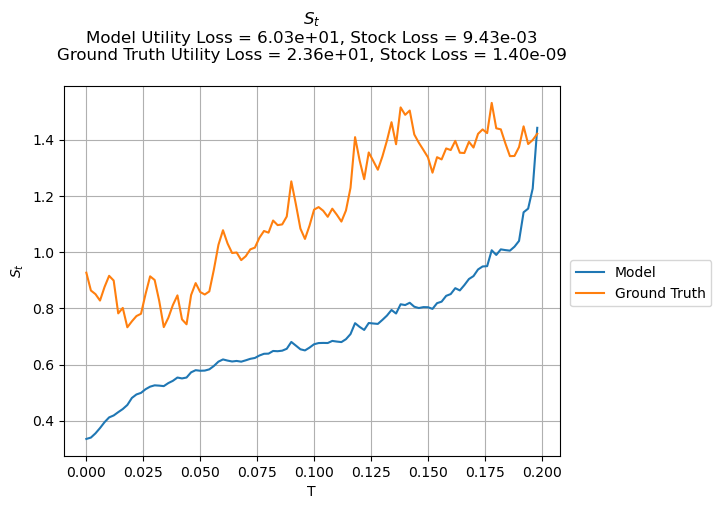 S_t
Model Utility Loss = 6.03e+01, Stock Loss = 9.43e-03
Ground Truth Utility Loss = 2.36e+01, Stock Loss = 1.40e-09
1.4
1.2
1.0
0.8
0.6
0.4
S_t
0.000 0.025 0.050 0.075 0.100 0.125 0.150 0.175 0.200
T
Model
Ground Truth